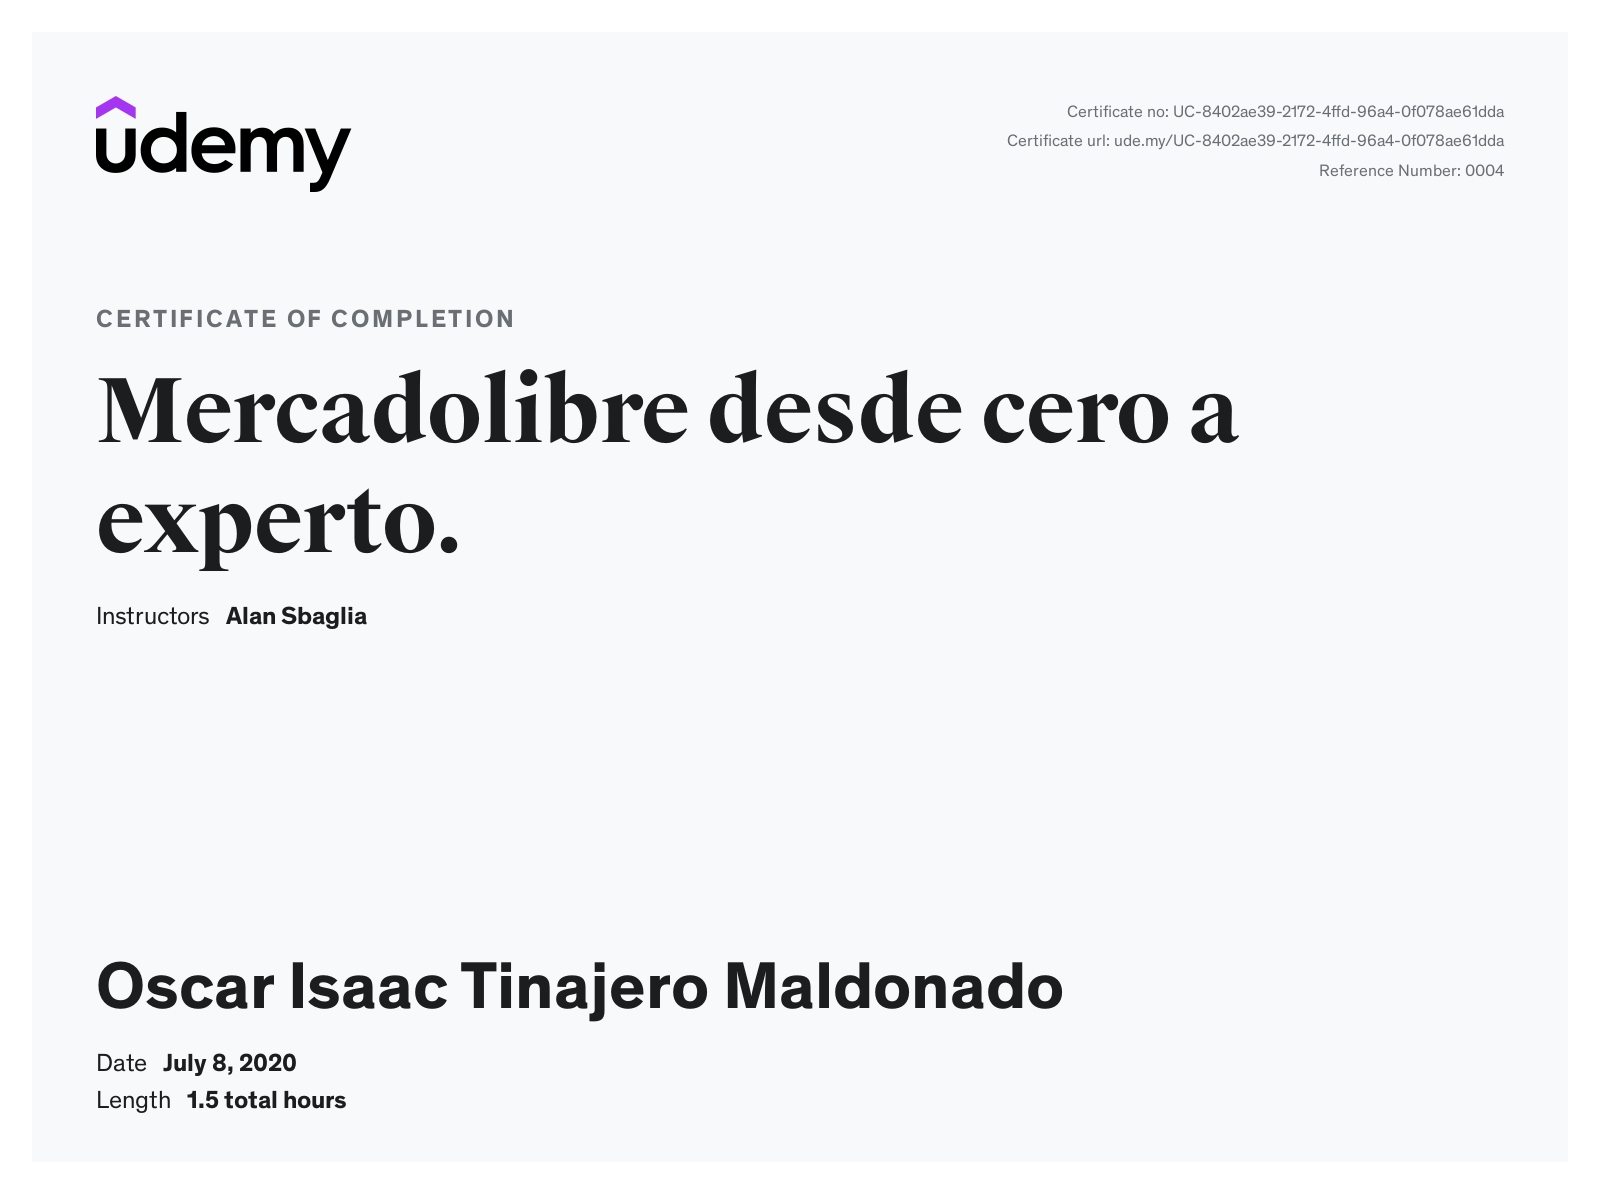 udemy
Certificate no: UC-8402ae39-2172-4ffd-96a4-0f078ae61dda
Certificate url: ude.my/UC-8402ae39-2172-4ffd-96a4-0f078ae61dda
Reference Number: 0004
CERTIFICATE OF COMPLETION
Mercadolibre desde cero a
experto.
Instructors Alan Sbaglia
Oscar Isaac Tinajero Maldonado
Date July 8, 2020
Length 1.5 total hours